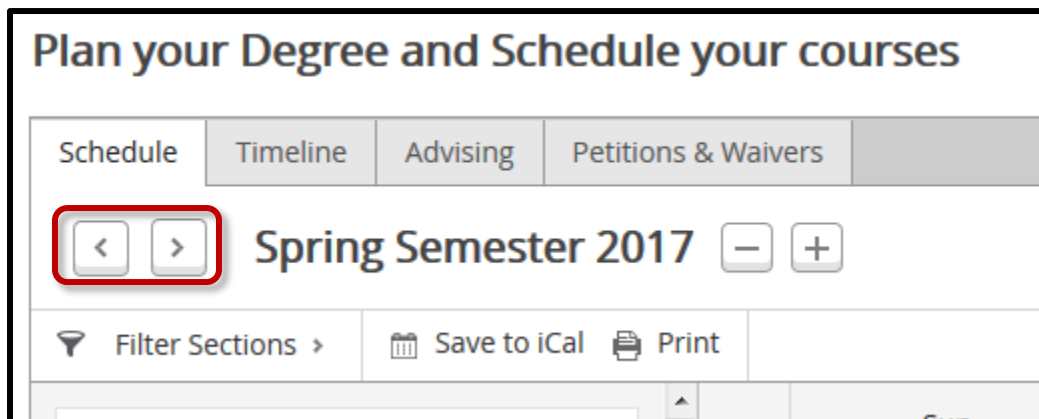 Plan your Degree and Schedule your courses
Schedule Timeline Advising Petitions & Waivers
< > Spring Semester 2017 − +
Filter Sections > Save to iCal Print